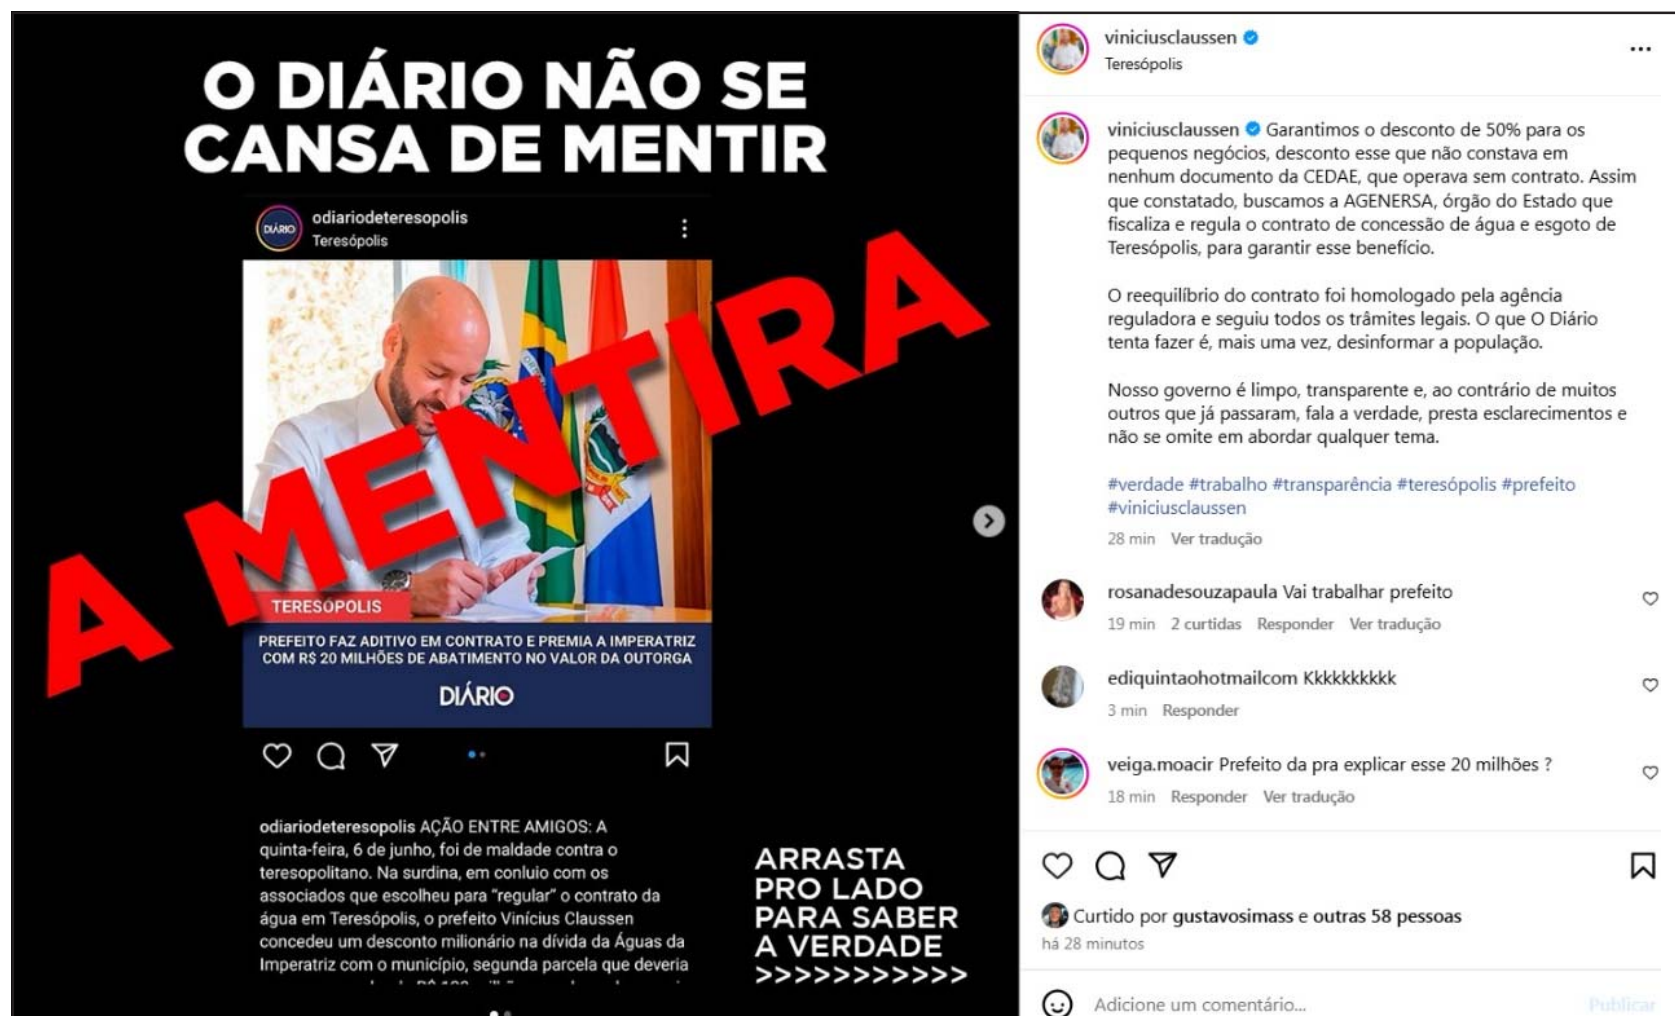 O DIÁRIO NÃO SE
CANSA DE MENTIR
DIÁRIO
odiariodeteresopolis
Teresópolis
A MENTIRA
TERESÓPOLIS
PREFEITO FAZ ADITIVO EM CONTRATO E PREMIA A IMPERATRIZ
COM R$ 20 MILHÕES DE ABATIMENTO NO VALOR DA OUTORGA
DIÁRIO
odiariodeteresopolis AÇÃO ENTRE AMIGOS: A
quinta-feira, 6 de junho, foi de maldade contra o
teresopolitano. Na surdina, em conluio com os
associados que escolheu para "regular" o contrato da
água em Teresópolis, o prefeito Vinícius Claussen
concedeu um desconto milionário na dívida da Águas da
Imperatriz com o município, segunda parcela que deveria
ARRASTA
PRO LADO
PARA SABER
A VERDADE
>>>>>>>>>>>
viniciusclaussen
Teresópolis
viniciusclaussen Garantimos o desconto de 50% para os
pequenos negócios, desconto esse que não constava em
nenhum documento da CEDAE, que operava sem contrato. Assim
que constatado, buscamos a AGENERSA, órgão do Estado que
fiscaliza e regula o contrato de concessão de água e esgoto de
Teresópolis, para garantir esse benefício.
O reequilíbrio do contrato foi homologado pela agência
reguladora e seguiu todos os trâmites legais. O que O Diário
tenta fazer é, mais uma vez, desinformar a população.
Nosso governo é limpo, transparente e, ao contrário de muitos
outros que já passaram, fala a verdade, presta esclarecimentos e
não se omite em abordar qualquer tema.
#verdade #trabalho #transparência #teresópolis #prefeito
#viniciusclaussen
28 min Ver tradução
rosanadesouzapaula Vai trabalhar prefeito
19 min 2 curtidas Responder Ver tradução
ediquintaohotmailcom Kkkkkkkkkk
3 min Responder
veiga.moacir Prefeito da pra explicar esse 20 milhões ?
18 min Responder Ver tradução
Curtido por gustavosimass e outras 58 pessoas
há 28 minutos
Adicione um comentário...
Publicar